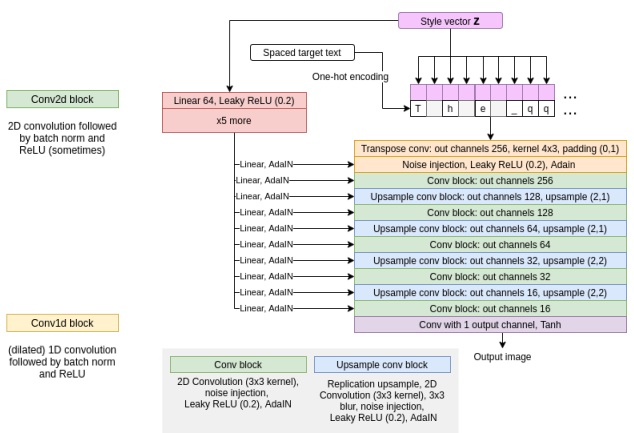 Style vector Z
Spaced target text
One-hot encoding
T h e _ q q ...
...
Conv2d block
2D convolution followed
by batch norm and
ReLU (sometimes)
Linear 64, Leaky ReLU (0.2)
x5 more
Transpose conv: out channels 256, kernel 4x3, padding (0,1)
Linear, AdaIN
Noise injection, Leaky ReLU (0.2), Adain
Linear, AdaIN
Conv block: out channels 256
Linear, AdaIN
Upsample conv block: out channels 128, upsample (2,1)
Linear, AdaIN
Conv block: out channels 128
Linear, AdaIN
Upsample conv block: out channels 64, upsample (2,1)
Linear, AdaIN
Conv block: out channels 64
Linear, AdaIN
Upsample conv block: out channels 32, upsample (2,2)
Linear, AdaIN
Conv block: out channels 32
Linear, AdaIN
Upsample conv block: out channels 16, upsample (2,2)
Linear, AdaIN
Conv block: out channels 16
Linear, AdaIN
Conv with 1 output channel, Tanh
Output image
Conv1d block
(dilated) 1D convolution
followed by batch norm
and ReLU
Conv block
2D Convolution (3x3 kernel),
noise injection,
Leaky ReLU (0.2), AdaIN
Upsample conv block
Replication upsample, 2D
Convolution (3x3 kernel), 3x3
blur, noise injection,
Leaky ReLU (0.2), AdaIN